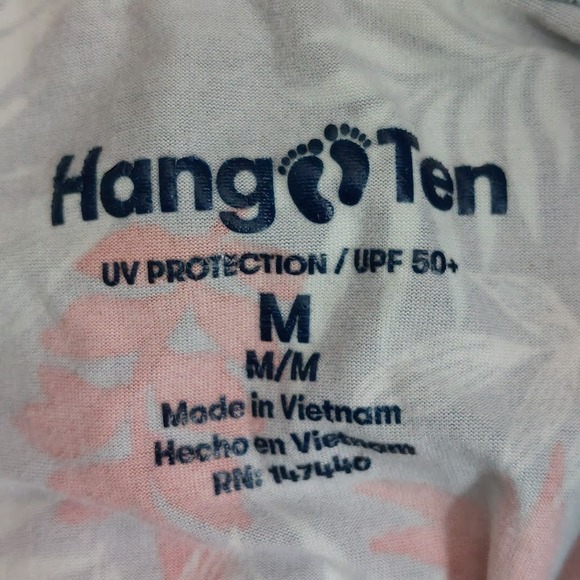 Hang Ten
UV PROTECTION / UPF 50+
M
M/M
Made in Vietnam
Hecho en Vietnam
RN: 147440